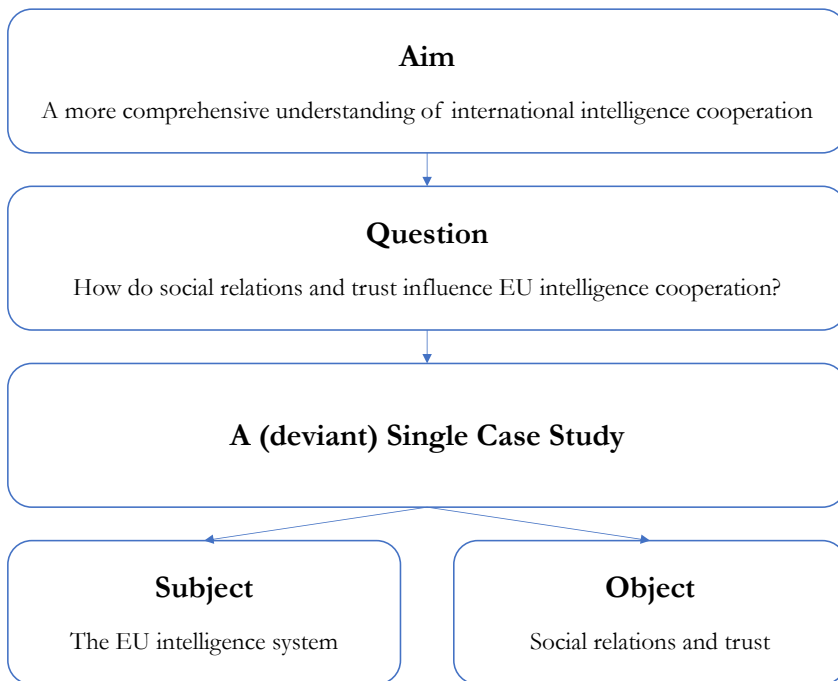 Aim
A more comprehensive understanding of international intelligence cooperation
Question
How do social relations and trust influence EU intelligence cooperation?
A (deviant) Single Case Study
Subject
The EU intelligence system
Object
Social relations and trust